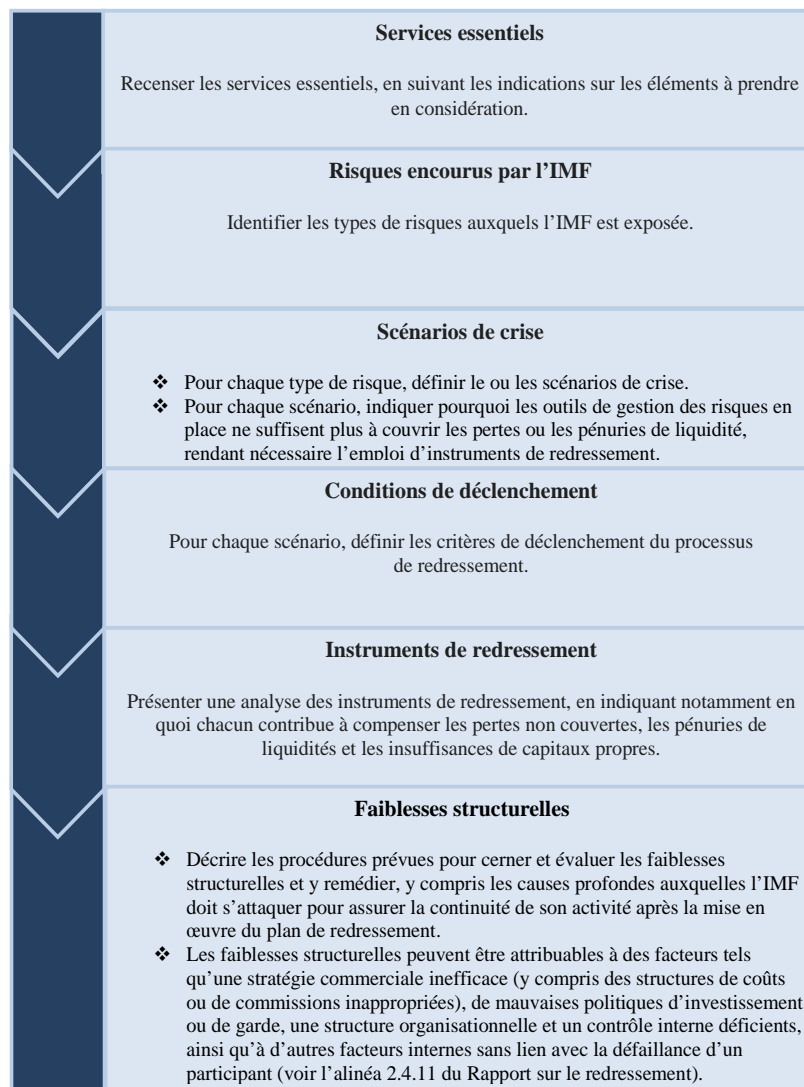 Services essentiels
Recenser les services essentiels, en suivant les indications sur les éléments à prendre
en considération.
Risques encourus par l’IMF
Identifier les types de risques auxquels l’IMF est exposée.
Scénarios de crise
❖ Pour chaque type de risque, définir le ou les scénarios de crise.
❖ Pour chaque scénario, indiquer pourquoi les outils de gestion des risques en
place ne suffisent plus à couvrir les pertes ou les pénuries de liquidité,
rendant nécessaire l’emploi d’instruments de redressement.
Conditions de déclenchement
Pour chaque scénario, définir les critères de déclenchement du processus
de redressement.
Instruments de redressement
Présenter une analyse des instruments de redressement, en indiquant notamment en
quoi chacun contribue à compenser les pertes non couvertes, les pénuries de
liquidités et les insuffisances de capitaux propres.
Faiblesses structurelles
❖ Décrire les procédures prévues pour cerner et évaluer les faiblesses
structurelles et y remédier, y compris les causes profondes auxquelles l’IMF
doit s’attaquer pour assurer la continuité de son activité après la mise en
œuvre du plan de redressement.
❖ Les faiblesses structurelles peuvent être attribuables à des facteurs tels
qu’une stratégie commerciale inefficace (y compris des structures de coûts
ou de commissions inappropriées), de mauvaises politiques d’investissement
ou de garde, une structure organisationnelle et un contrôle interne déficients,
ainsi qu’à d’autres facteurs internes sans lien avec la défaillance d’un
participant (voir l’alinéa 2.4.11 du Rapport sur le redressement).